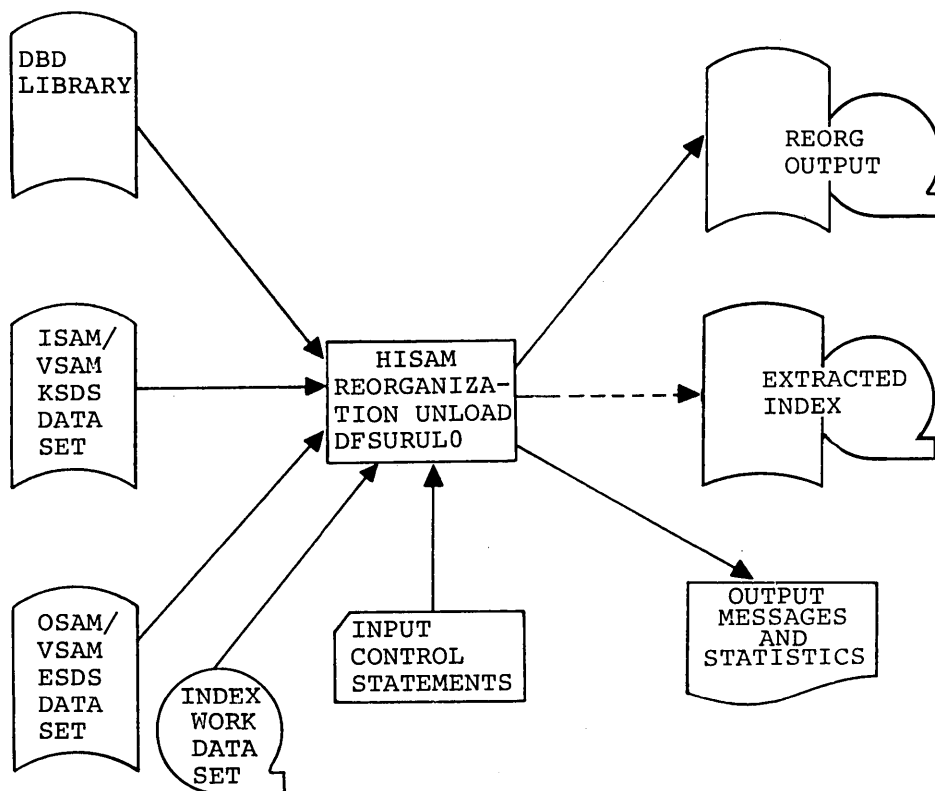 DBD
LIBRARY
REORG
OUTPUT
ISAM/
VSAM
KSDS
DATA
SET
HISAM
REORGANIZA-
TION UNLOAD
DFSURUL0
EXTRACTED
INDEX
OSAM/
VSAM
ESDS
DATA
SET
INDEX
WORK
DATA
SET
INPUT
CONTROL
STATEMENTS
OUTPUT
MESSAGES
AND
STATISTICS